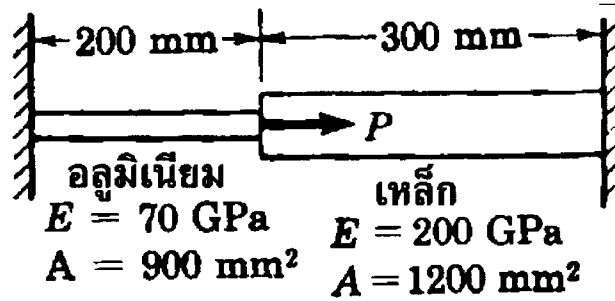 200 mm 300 mm
P
อลูมิเนียม เหล็ก
E = 70 GPa E = 200 GPa
A = 900 mm² A = 1200 mm²